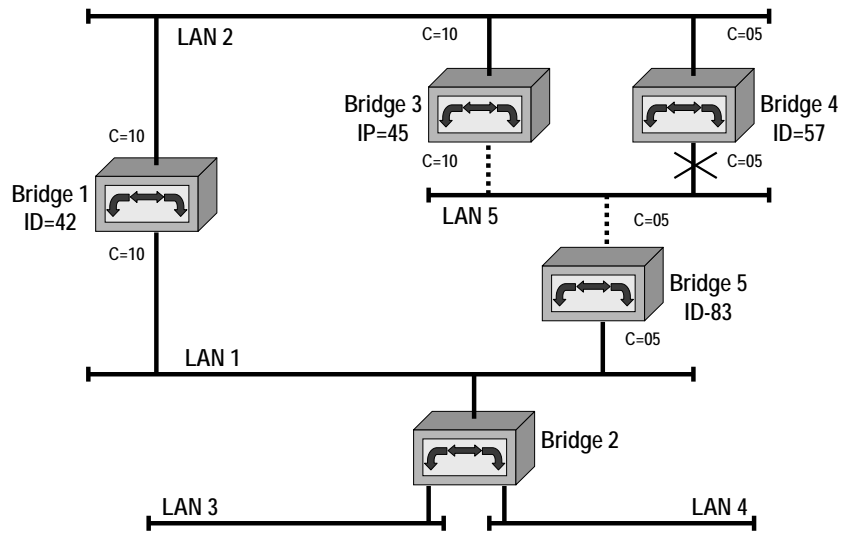 LAN 2
C=10
C=05
Bridge 3
IP=45
Bridge 4
ID=57
C=10
C=10
C=05
Bridge 1
ID=42
LAN 5
C=05
C=10
Bridge 5
ID-83
C=05
LAN 1
Bridge 2
LAN 3
LAN 4